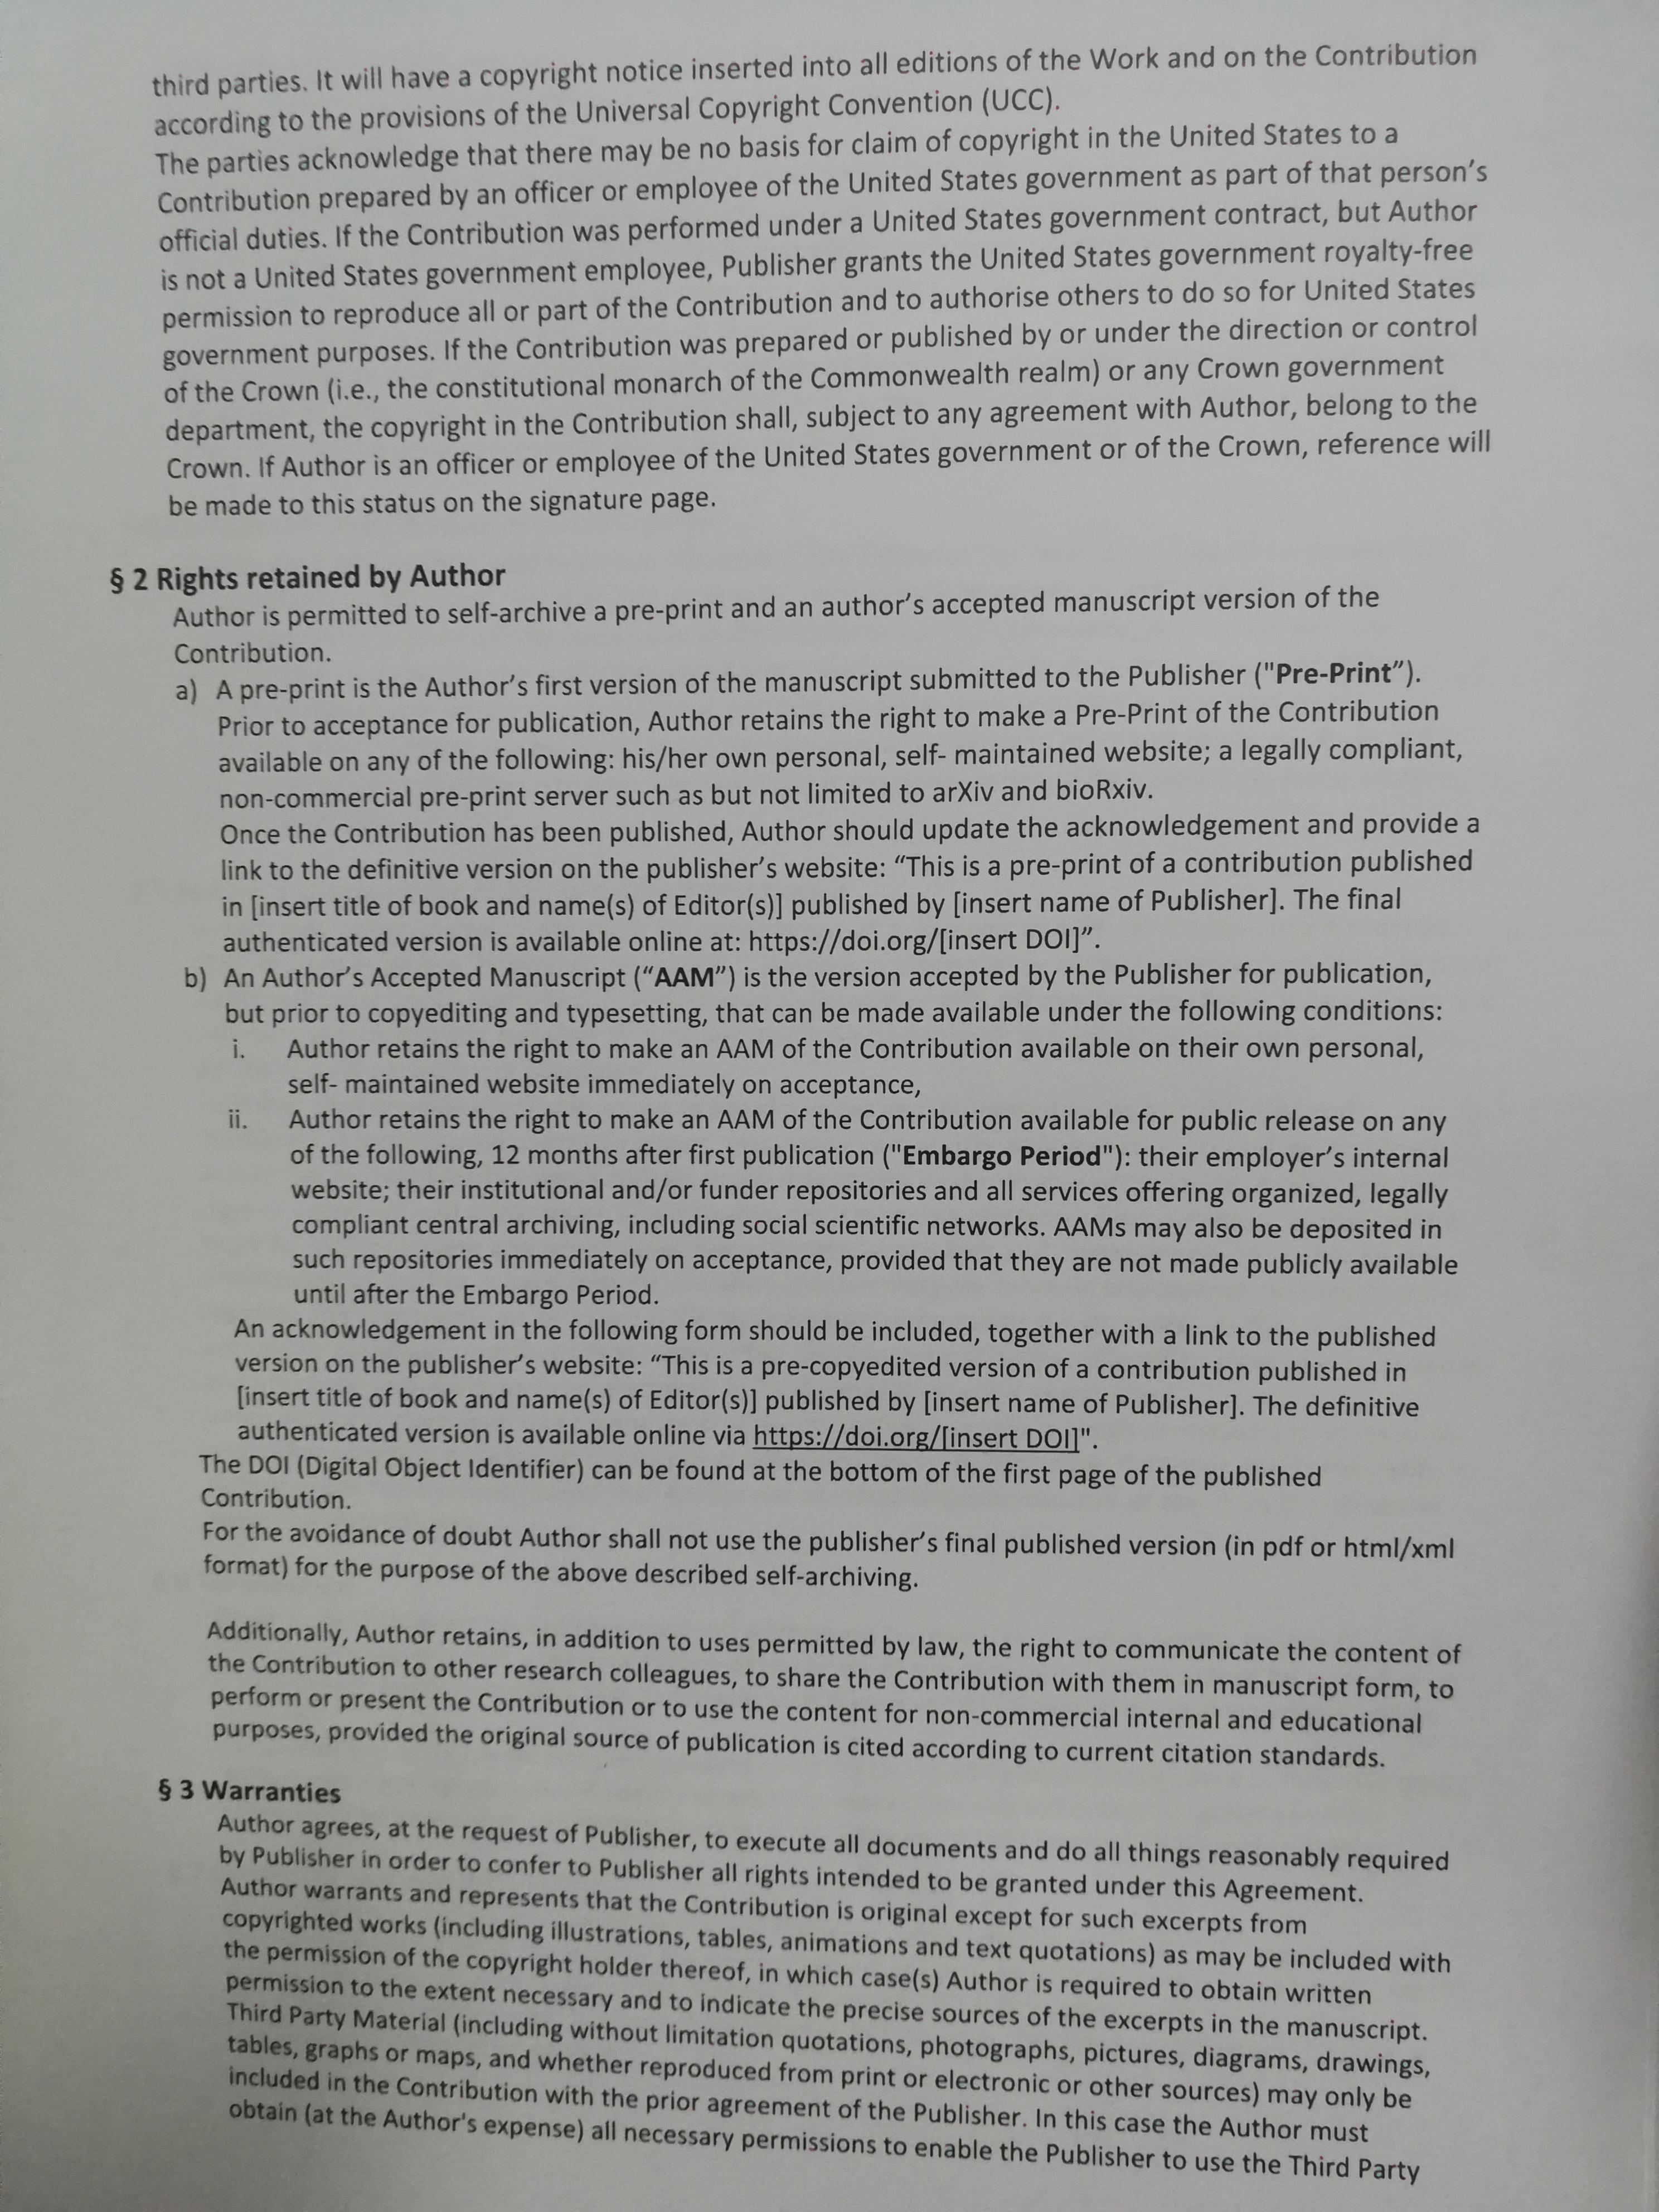 third parties. It will have a copyright notice inserted into all editions of the Work and on the Contribution
according to the provisions of the Universal Copyright Convention (UCC).
The parties acknowledge that there may be no basis for claim of copyright in the United States to a
Contribution prepared by an officer or employee of the United States government as part of that person's
official duties. If the Contribution was performed under a United States government contract, but Author
is not a United States government employee, Publisher grants the United States government royalty-free
permission to reproduce all or part of the Contribution and to authorise others to do so for United States
government purposes. If the Contribution was prepared or published by or under the direction or control
of the Crown (i.e., the constitutional monarch of the Commonwealth realm) or any Crown government
department, the copyright in the Contribution shall, subject to any agreement with Author, belong to the
Crown. If Author is an officer or employee of the United States government or of the Crown, reference will
be made to this status on the signature page.
§ 2 Rights retained by Author
Author is permitted to self-archive a pre-print and an author's accepted manuscript version of the
Contribution.
a) A pre-print is the Author's first version of the manuscript submitted to the Publisher ("Pre-Print”).
Prior to acceptance for publication, Author retains the right to make a Pre-Print of the Contribution
available on any of the following: his/her own personal, self- maintained website; a legally compliant,
non-commercial pre-print server such as but not limited to arXiv and bioRxiv.
Once the Contribution has been published, Author should update the acknowledgement and provide a
link to the definitive version on the publisher's website: “This is a pre-print of a contribution published
in [insert title of book and name(s) of Editor(s)] published by [insert name of Publisher]. The final
authenticated version is available online at: https://doi.org/[insert DOI]”.
b) An Author's Accepted Manuscript (“AAM”) is the version accepted by the Publisher for publication,
but prior to copyediting and typesetting, that can be made available under the following conditions:
i. Author retains the right to make an AAM of the Contribution available on their own personal,
self- maintained website immediately on acceptance,
ii. Author retains the right to make an AAM of the Contribution available for public release on any
of the following, 12 months after first publication ("Embargo Period"): their employer's internal
website; their institutional and/or funder repositories and all services offering organized, legally
compliant central archiving, including social scientific networks. AAMs may also be deposited in
such repositories immediately on acceptance, provided that they are not made publicly available
until after the Embargo Period.
An acknowledgement in the following form should be included, together with a link to the published
version on the publisher's website: “This is a pre-copyedited version of a contribution published in
[insert title of book and name(s) of Editor(s)] published by [insert name of Publisher]. The definitive
authenticated version is available online via https://doi.org/[insert DOI]".
The DOI (Digital Object Identifier) can be found at the bottom of the first page of the published
Contribution.
For the avoidance of doubt Author shall not use the publisher's final published version (in pdf or html/xml
format) for the purpose of the above described self-archiving.
Additionally, Author retains, in addition to uses permitted by law, the right to communicate the content of
the Contribution to other research colleagues, to share the Contribution with them in manuscript form, to
perform or present the Contribution or to use the content for non-commercial internal and educational
purposes, provided the original source of publication is cited according to current citation standards.
§ 3 Warranties
Author agrees, at the request of Publisher, to execute all documents and do all things reasonably required
by Publisher in order to confer to Publisher all rights intended to be granted under this Agreement.
Author warrants and represents that the Contribution is original except for such excerpts from
copyrighted works (including illustrations, tables, animations and text quotations) as may be included with
the permission of the copyright holder thereof, in which case(s) Author is required to obtain written
permission to the extent necessary and to indicate the precise sources of the excerpts in the manuscript.
Third Party Material (including without limitation quotations, photographs, pictures, diagrams, drawings,
tables, graphs or maps, and whether reproduced from print or electronic or other sources) may only be
included in the Contribution with the prior agreement of the Publisher. In this case the Author must
obtain (at the Author's expense) all necessary permissions to enable the Publisher to use the Third Party